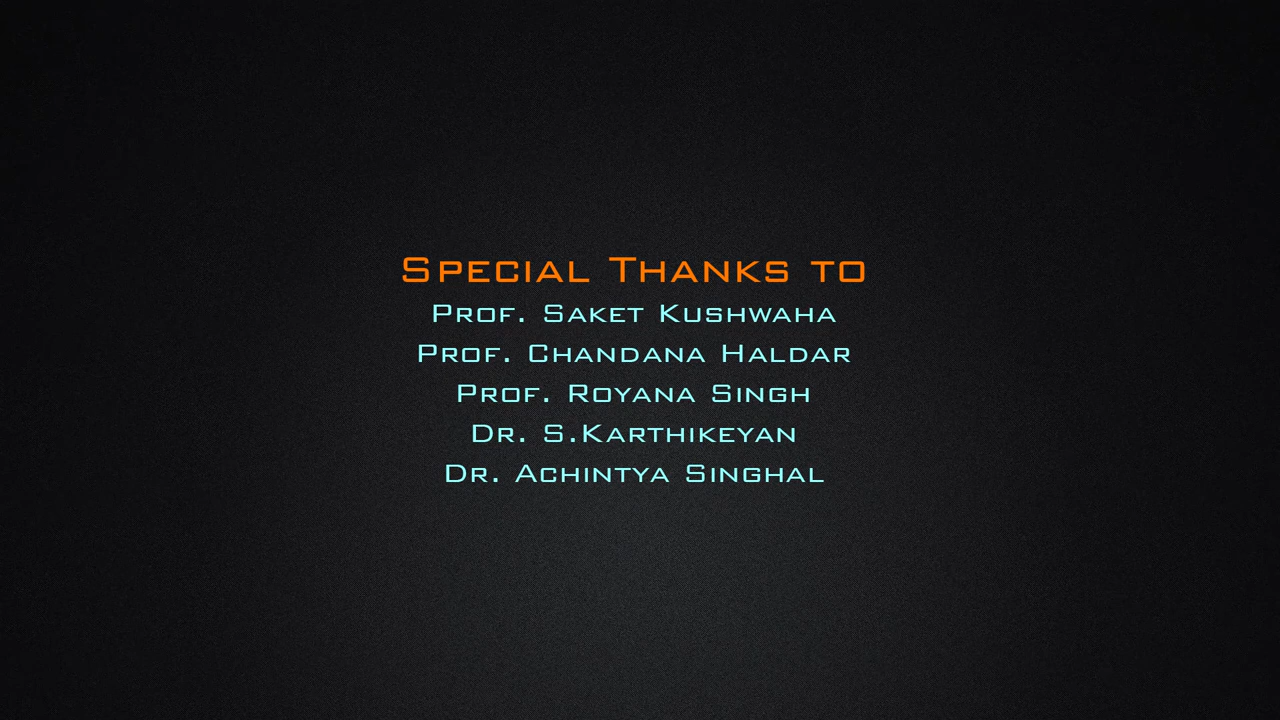 Special Thanks to
Prof. Saket Kushwaha
Prof. Chandana Haldar
Prof. Royana Singh
Dr. S.Karthikeyan
Dr. Achintya Singhal